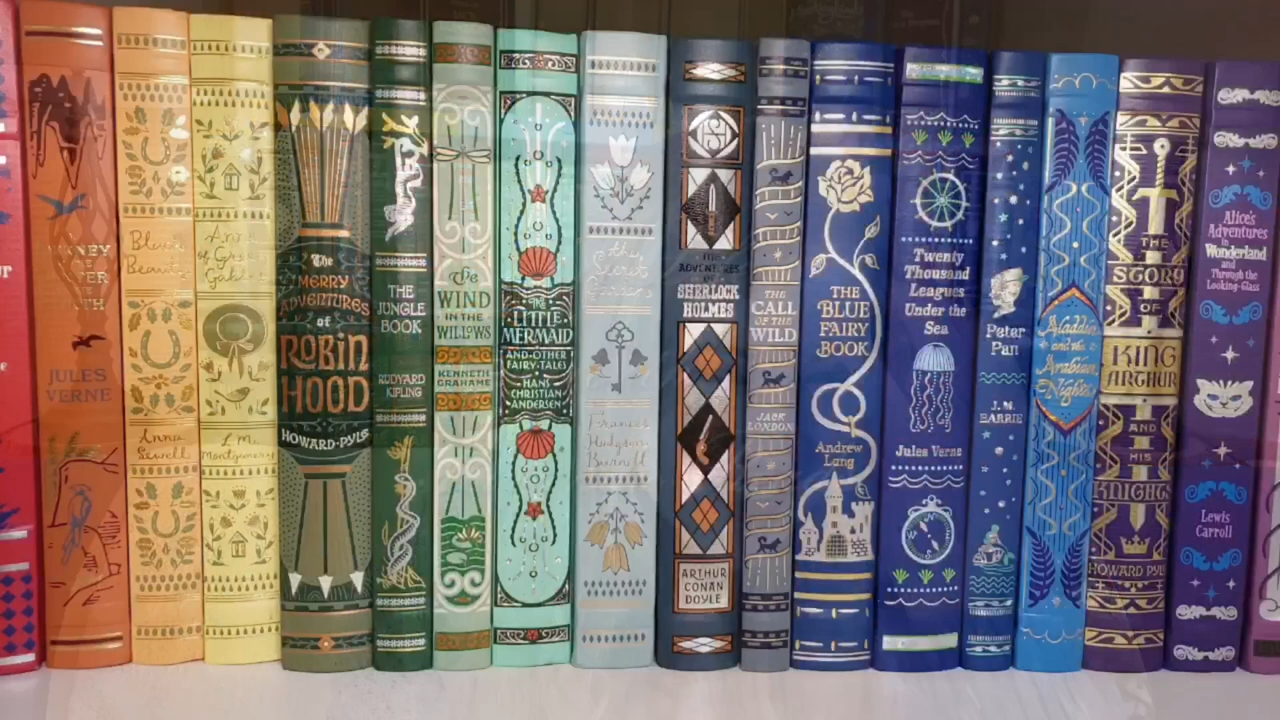 JULES
VERNE
Black
Beauty
Anna
Sewell
Anne
of Green
Gables
L. M.
Montgomery
The
MERRY
ADVENTURES
of
ROBIN
HOOD
HOWARD PYLE
THE
JUNGLE
BOOK
RUDYARD
KIPLING
The
WIND
IN THE
WILLOWS
KENNETH
GRAHAME
THE
LITTLE
MERMAID
AND OTHER
FAIRY TALES
HANS
CHRISTIAN
ANDERSEN
the
Secret
Garden
Frances
Hodgson
Burnett
THE
ADVENTURES
OF
SHERLOCK
HOLMES
ARTHUR
CONAN
DOYLE
THE
CALL
OF THE
WILD
JACK
LONDON
THE
BLUE
FAIRY
BOOK
Andrew
Lang
Twenty
Thousand
Leagues
Under the
Sea
Jules Verne
Peter
Pan
J. M.
BARRIE
Aladdin
and the
Arabian
Nights
THE
STORY
OF
KING
ARTHUR
AND
HIS
KNIGHTS
HOWARD PYLE
Alice's
Adventures
in
Wonderland
and
Through the
Looking-Glass
Lewis
Carroll